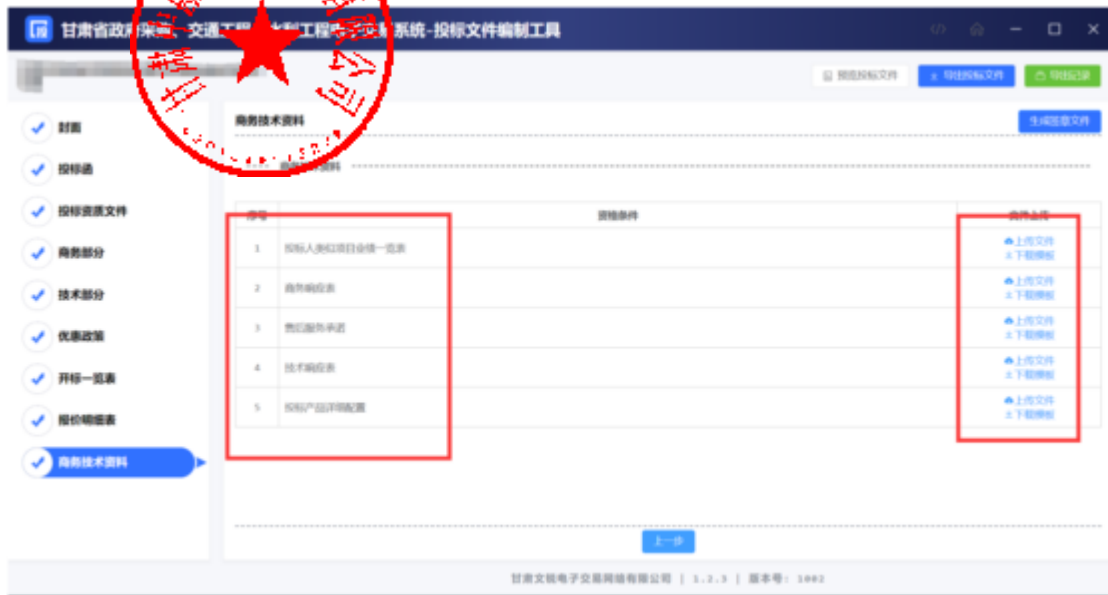 甘肃省政府采购、交通工程、水利工程电子交易系统-投标文件编制工具
预览投标文件
导出投标文件
导出记录
封面
投标函
投标资质文件
商务部分
技术部分
优惠政策
开标一览表
报价明细表
商务技术资料
商务技术资料
生成签章文件
商务技术资料
序号 资格条件 文件上传
1 投标人类似项目业绩一览表 上传文件
下载模板
2 商务响应表 上传文件
下载模板
3 售后服务承诺 上传文件
下载模板
4 技术响应表 上传文件
下载模板
5 投标产品详细配置 上传文件
下载模板
上一步
甘肃文锐电子交易网络有限公司 | 1.2.3 | 版本号: 1002